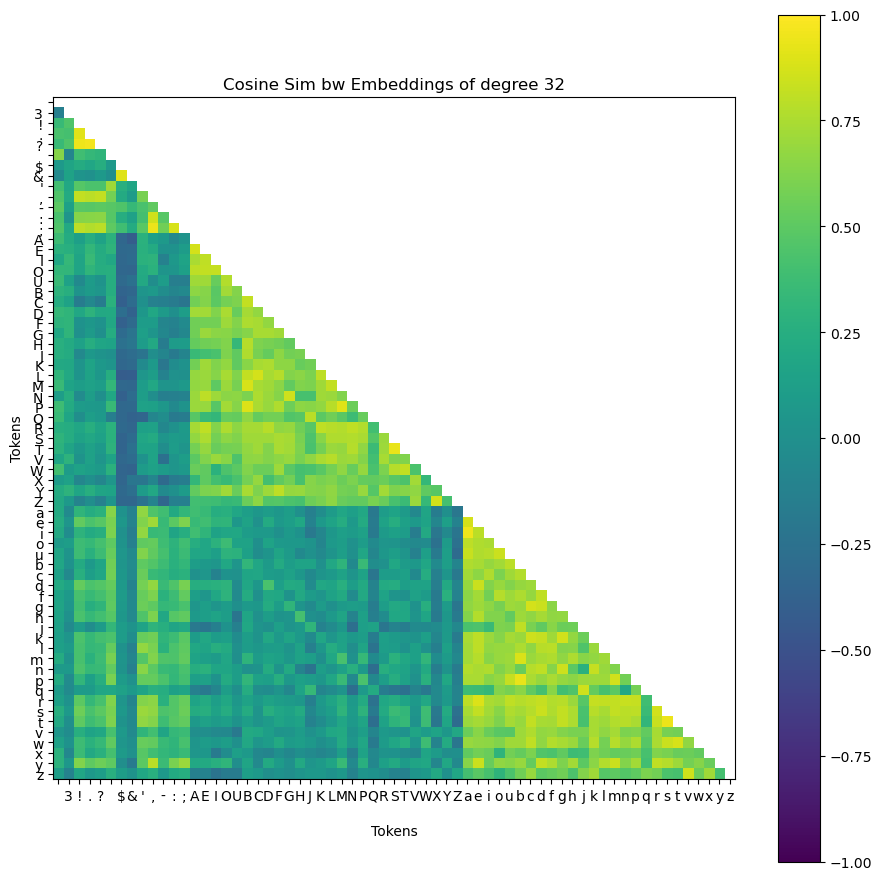 Cosine Sim bw Embeddings of degree 32
Tokens
3
!
.
?
$
&
'
,
-
:
;
A
E
I
O
U
B
C
D
F
G
H
J
K
L
M
N
P
Q
R
S
T
V
W
X
Y
Z
a
e
i
o
u
b
c
d
f
g
h
j
k
l
m
n
p
q
r
s
t
v
w
x
y
z
3 ! . ? $ & ' , - : ; A E I O U B C D F G H J K L M N P Q R S T V W X Y Z a e i o u b c d f g h j k l m n p q r s t v w x y z
Tokens
1.00
0.75
0.50
0.25
0.00
−0.25
−0.50
−0.75
−1.00